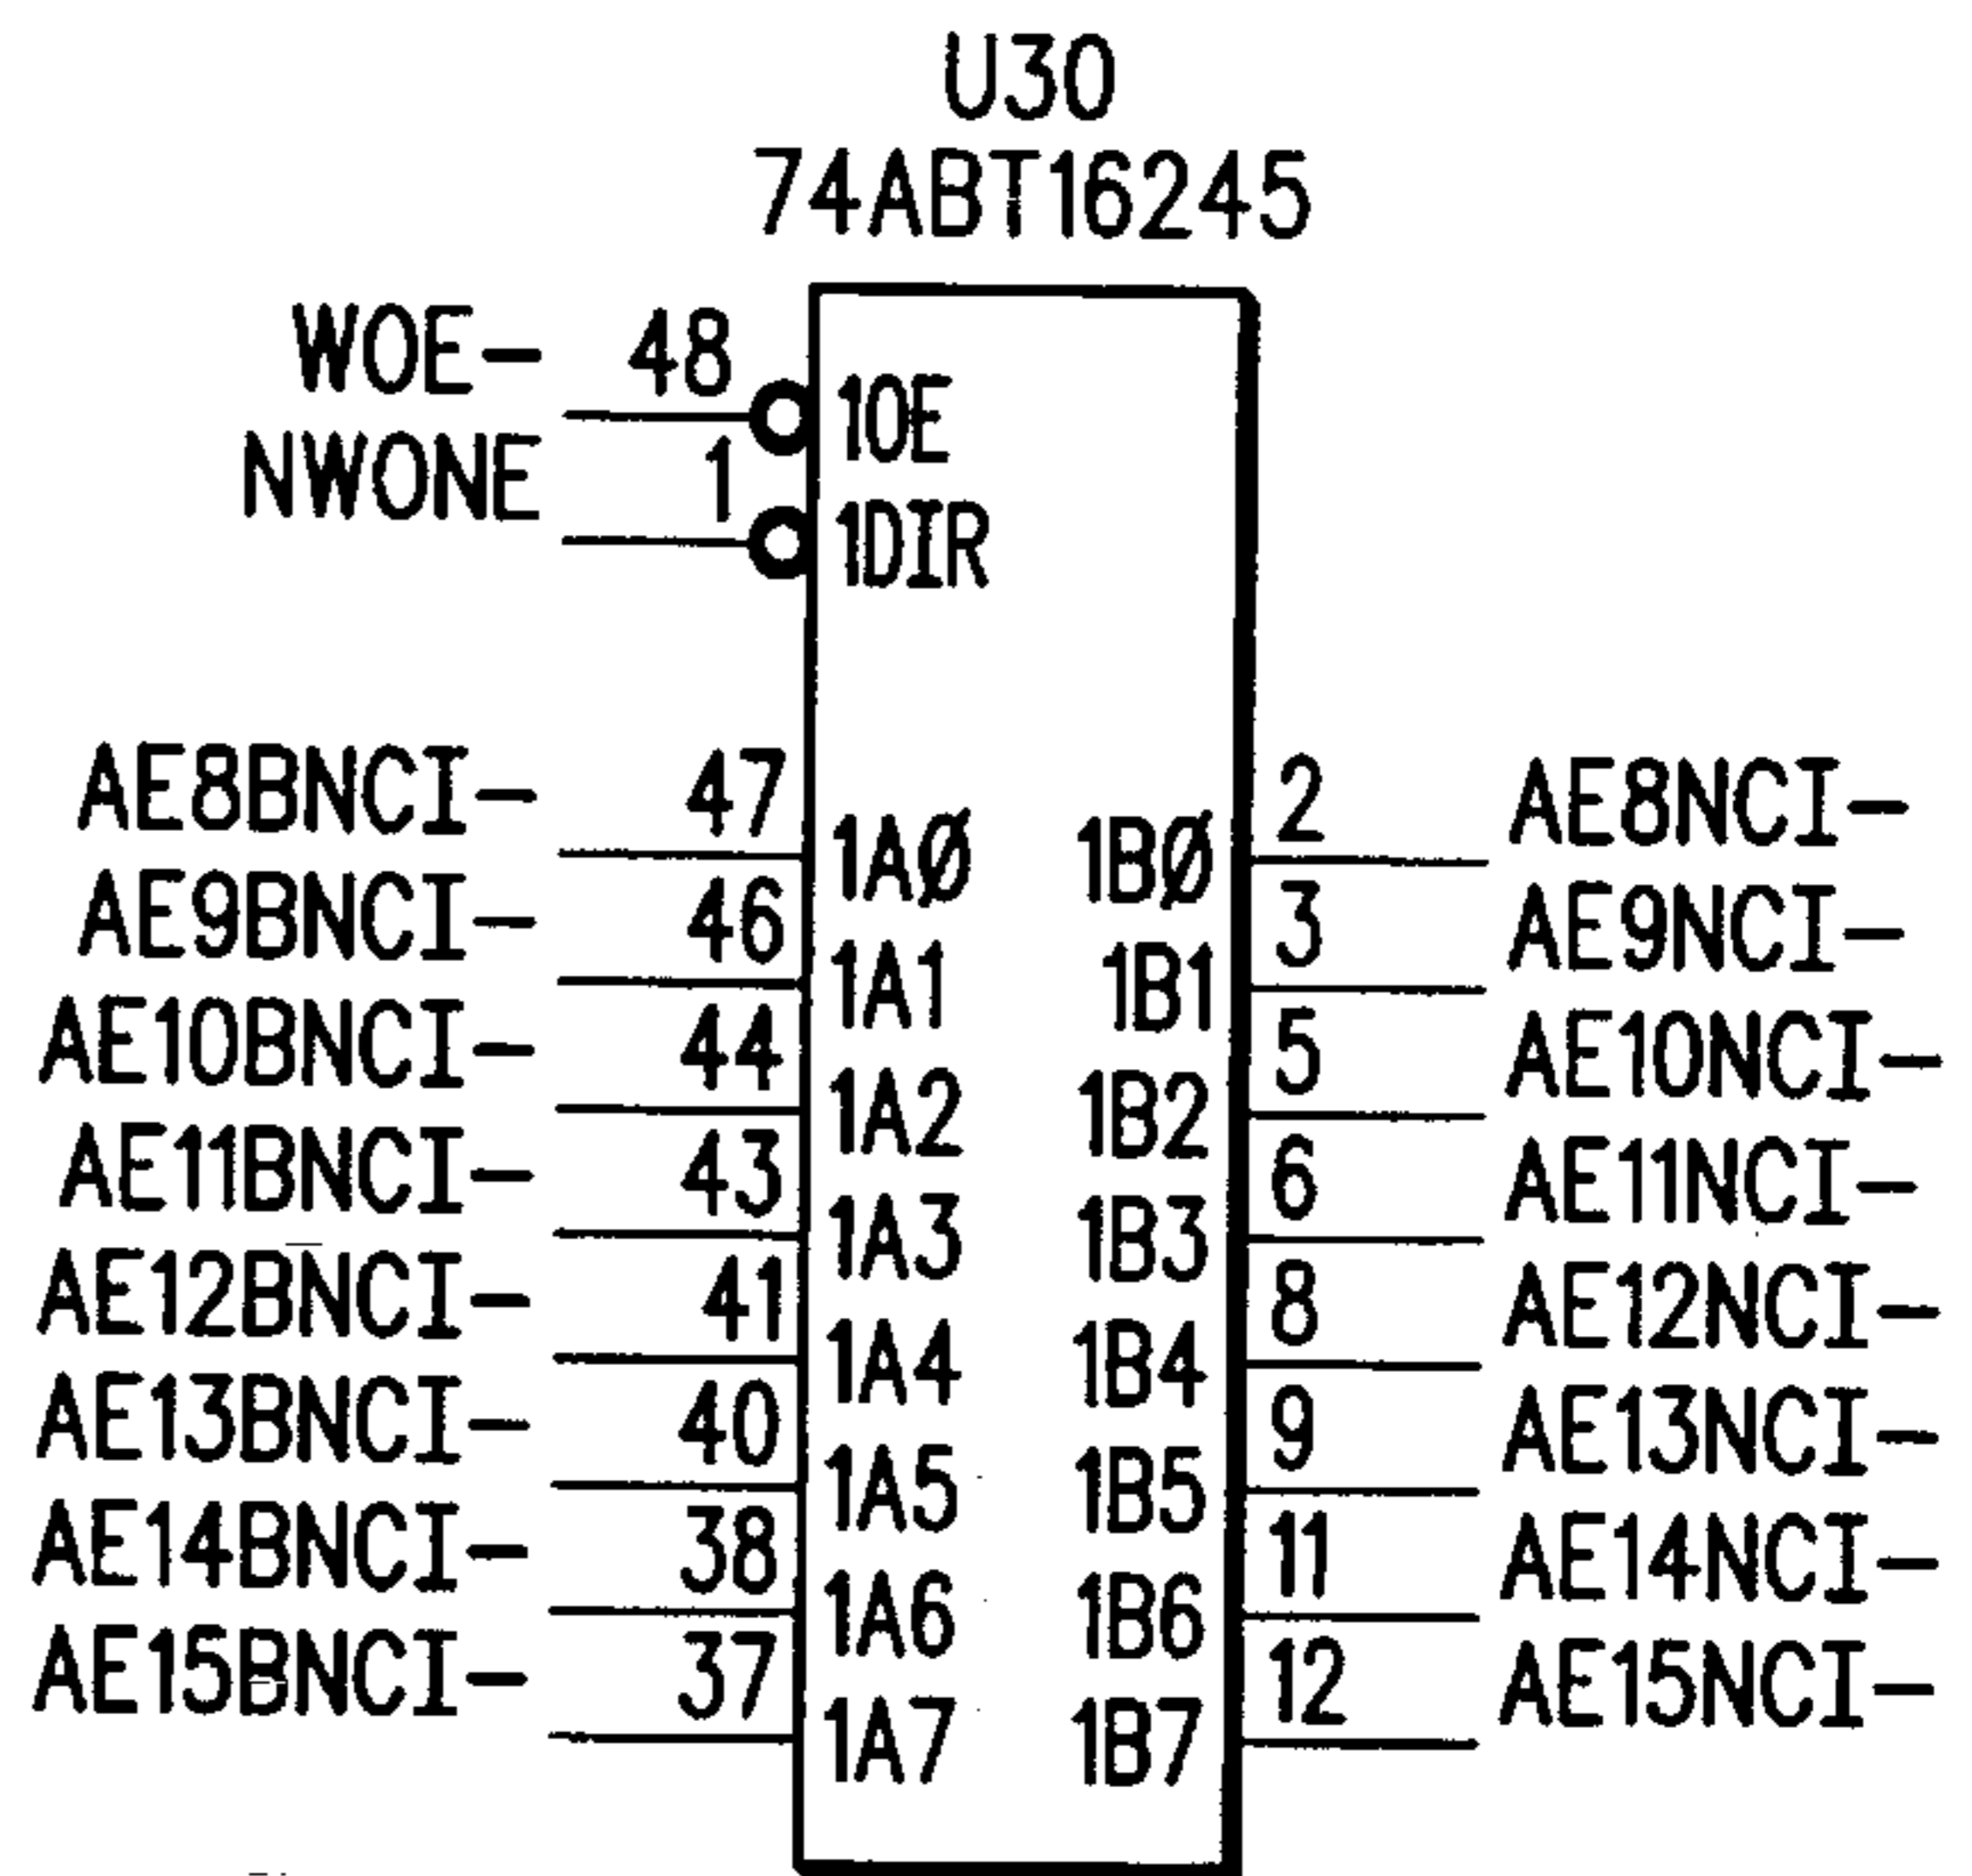 U30
74ABT16245
WOE- 48 1OE
NWONE 1 1DIR
AE8BNCI- 47 1AØ 1BØ 2 AE8NCI-
AE9BNCI- 46 1A1 1B1 3 AE9NCI-
AE10BNCI- 44 1A2 1B2 5 AE10NCI-
AE11BNCI- 43 1A3 1B3 6 AE11NCI-
AE12BNCI- 41 1A4 1B4 8 AE12NCI-
AE13BNCI- 40 1A5 1B5 9 AE13NCI-
AE14BNCI- 38 1A6 1B6 11 AE14NCI-
AE15BNCI- 37 1A7 1B7 12 AE15NCI-